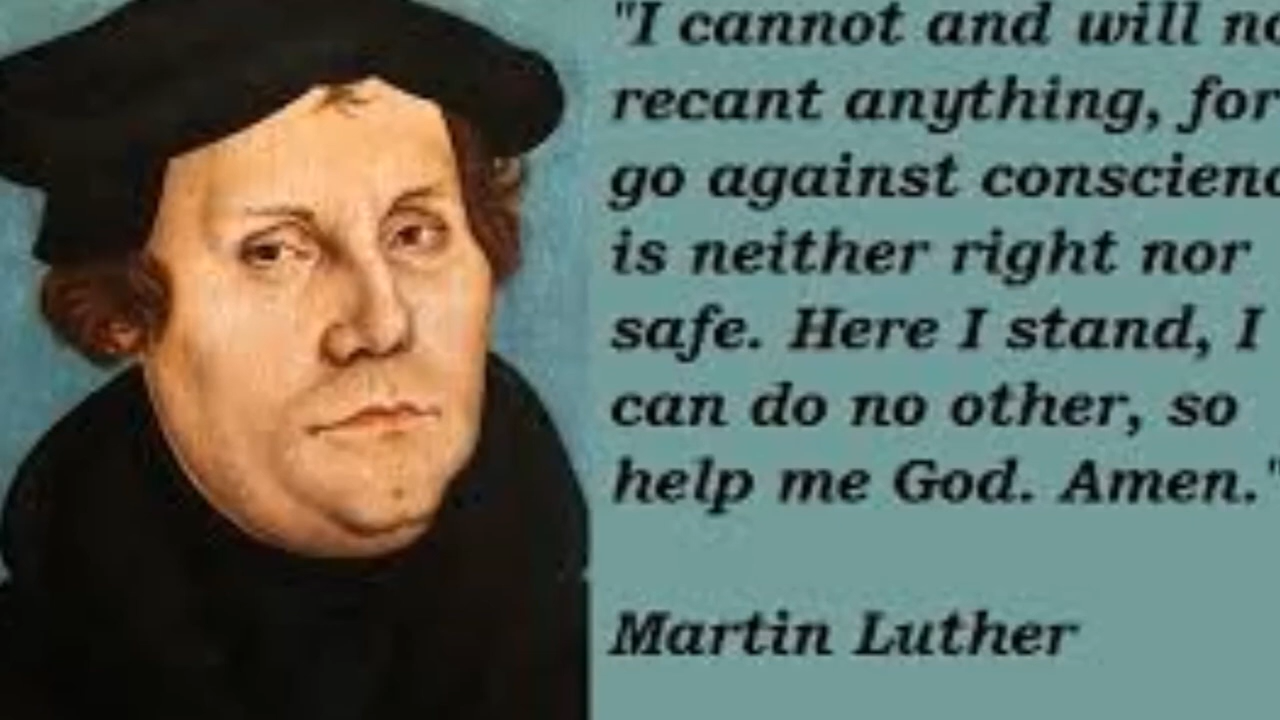 "I cannot and will no
recant anything, for
go against conscienc
is neither right nor
safe. Here I stand, I
can do no other, so
help me God. Amen."
Martin Luther